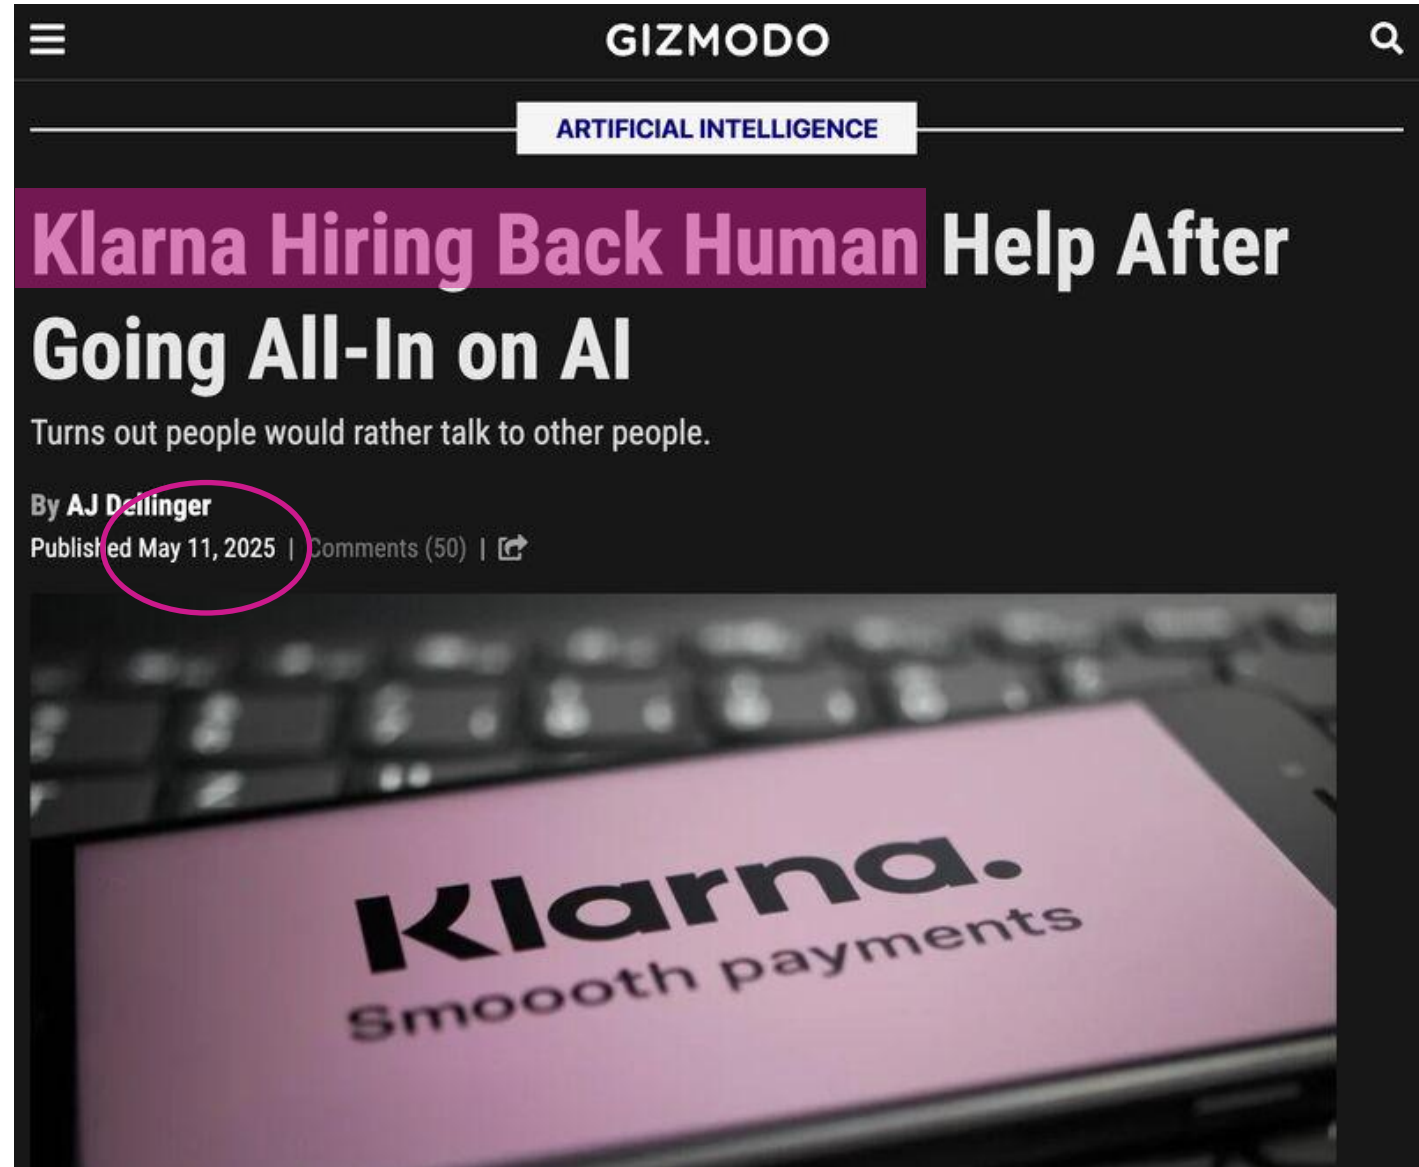 GIZMODO
ARTIFICIAL INTELLIGENCE
Klarna Hiring Back Human Help After
Going All-In on AI
Turns out people would rather talk to other people.
By AJ Dellinger
Published May 11, 2025 | Comments (50) |
Klarna.
Smoooth payments